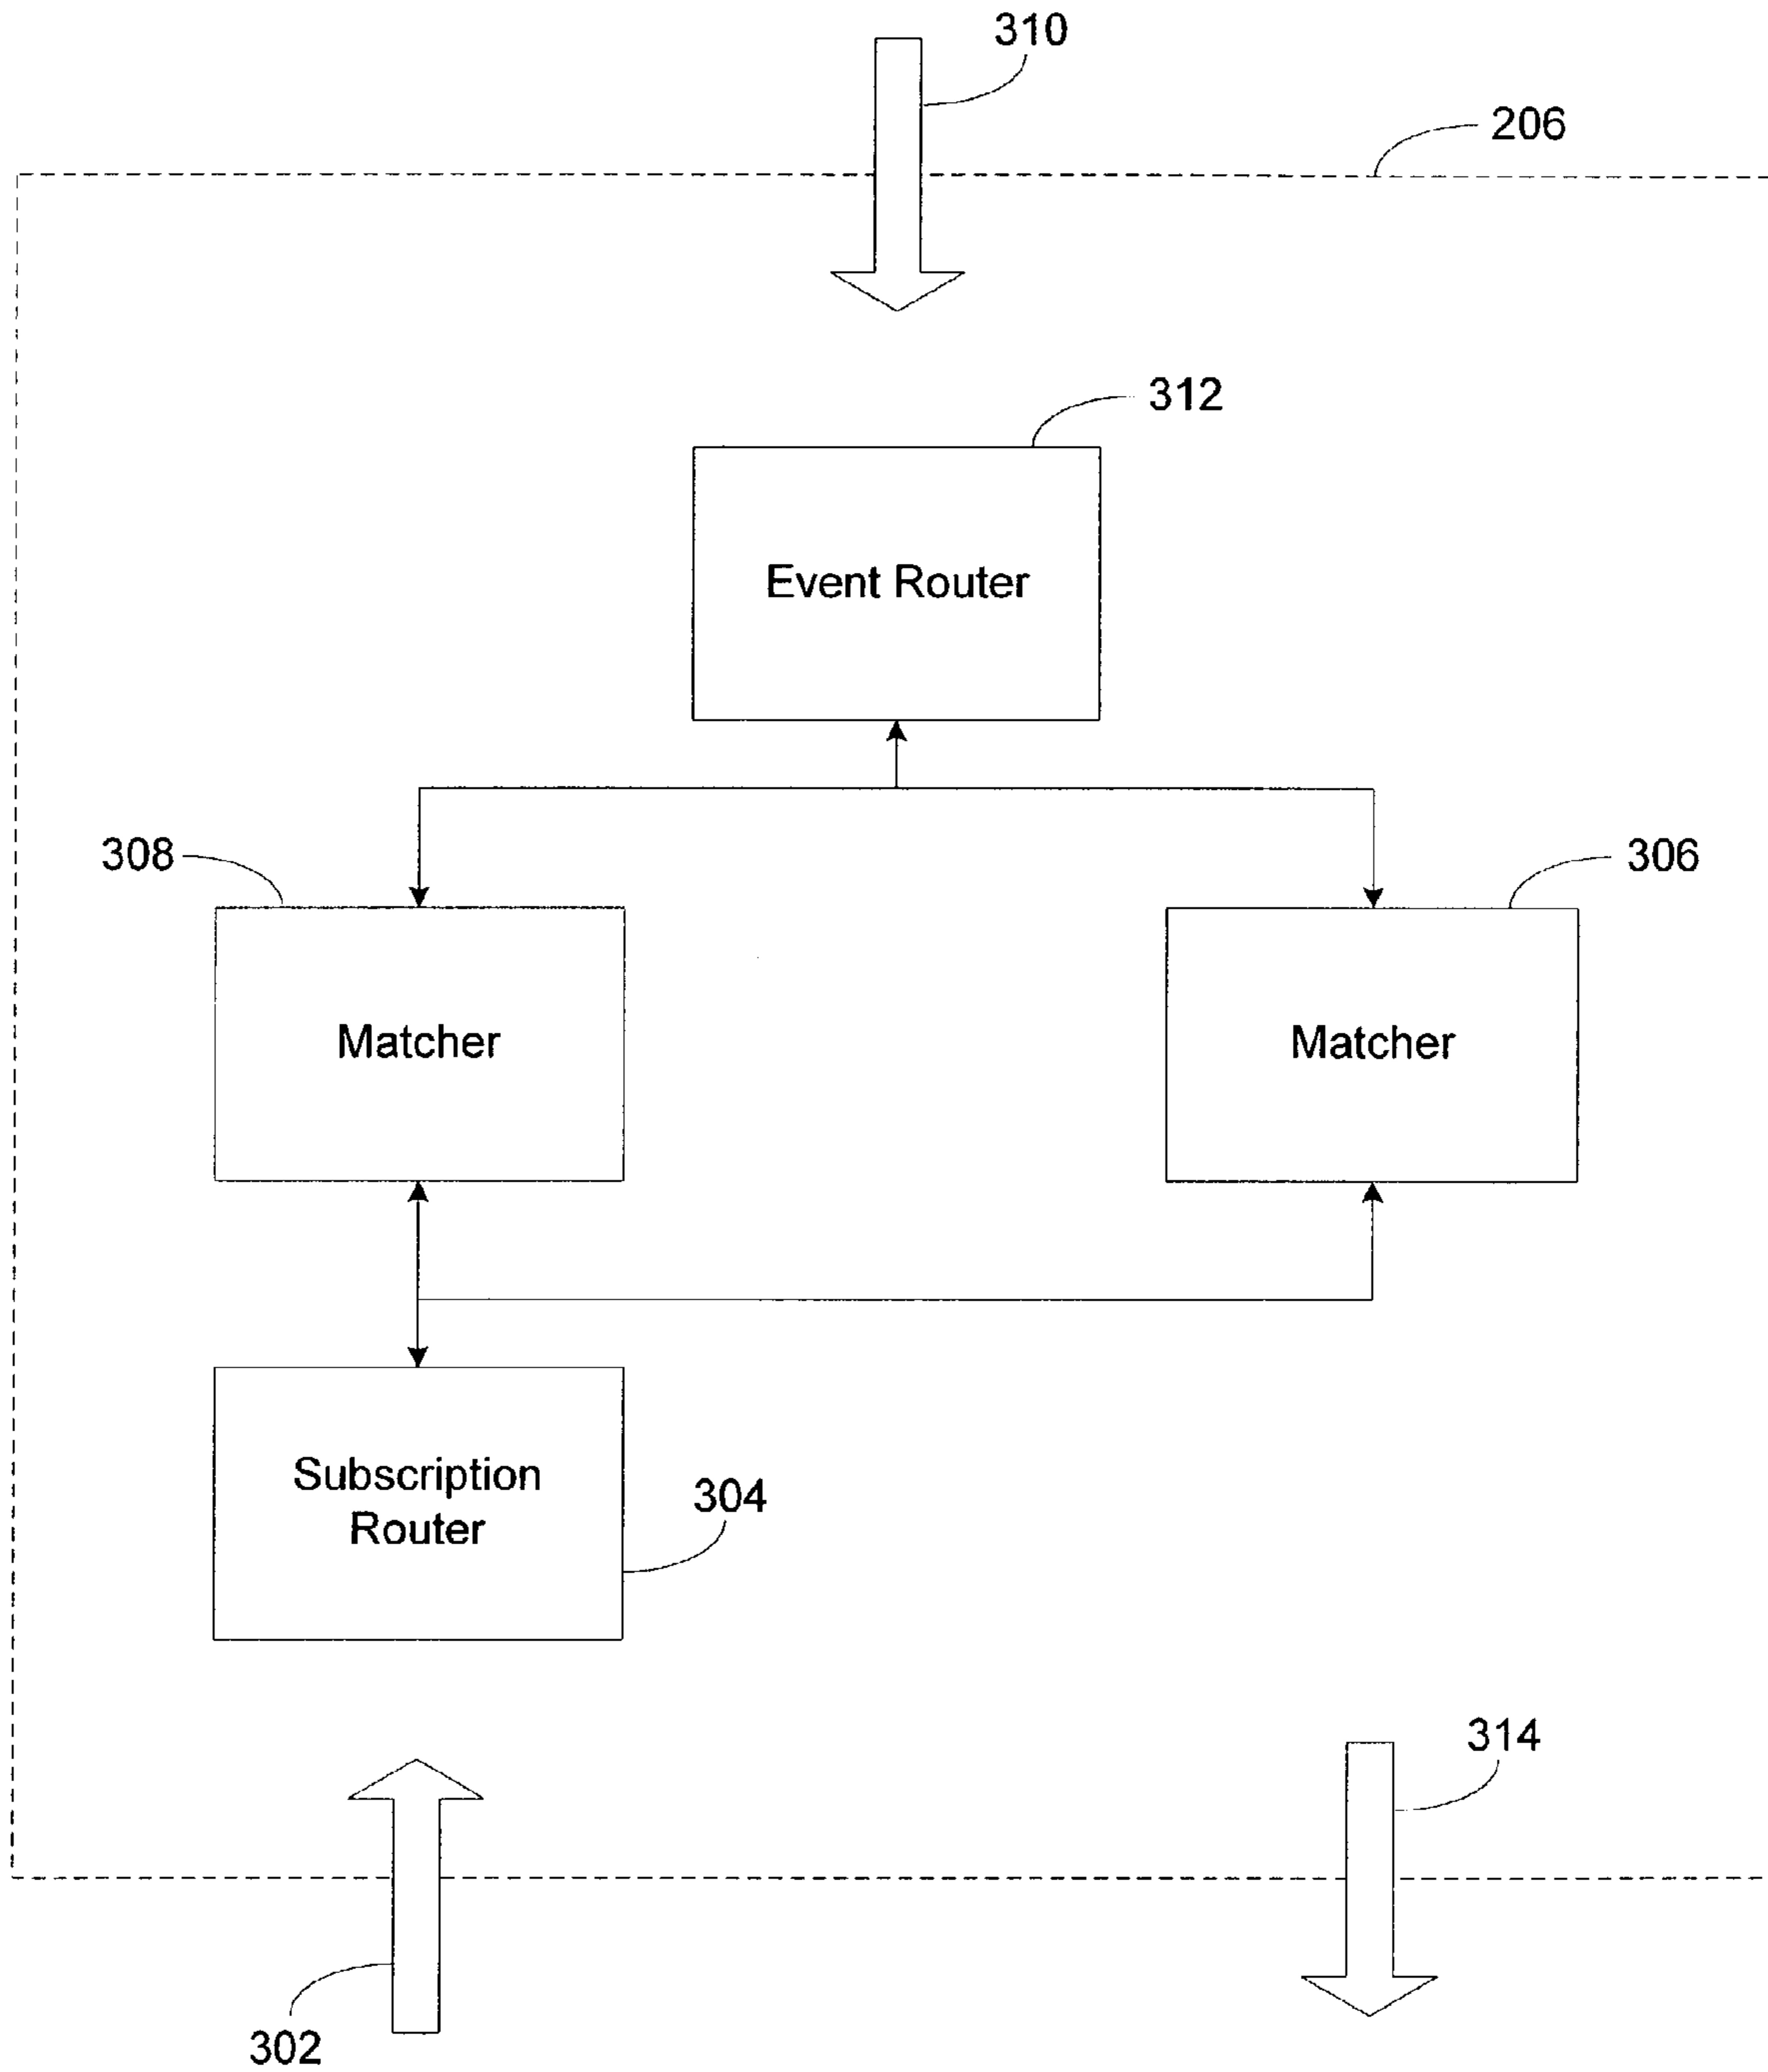 310
206
312
Event Router
308
306
Matcher
Matcher
Subscription
Router
304
314
302